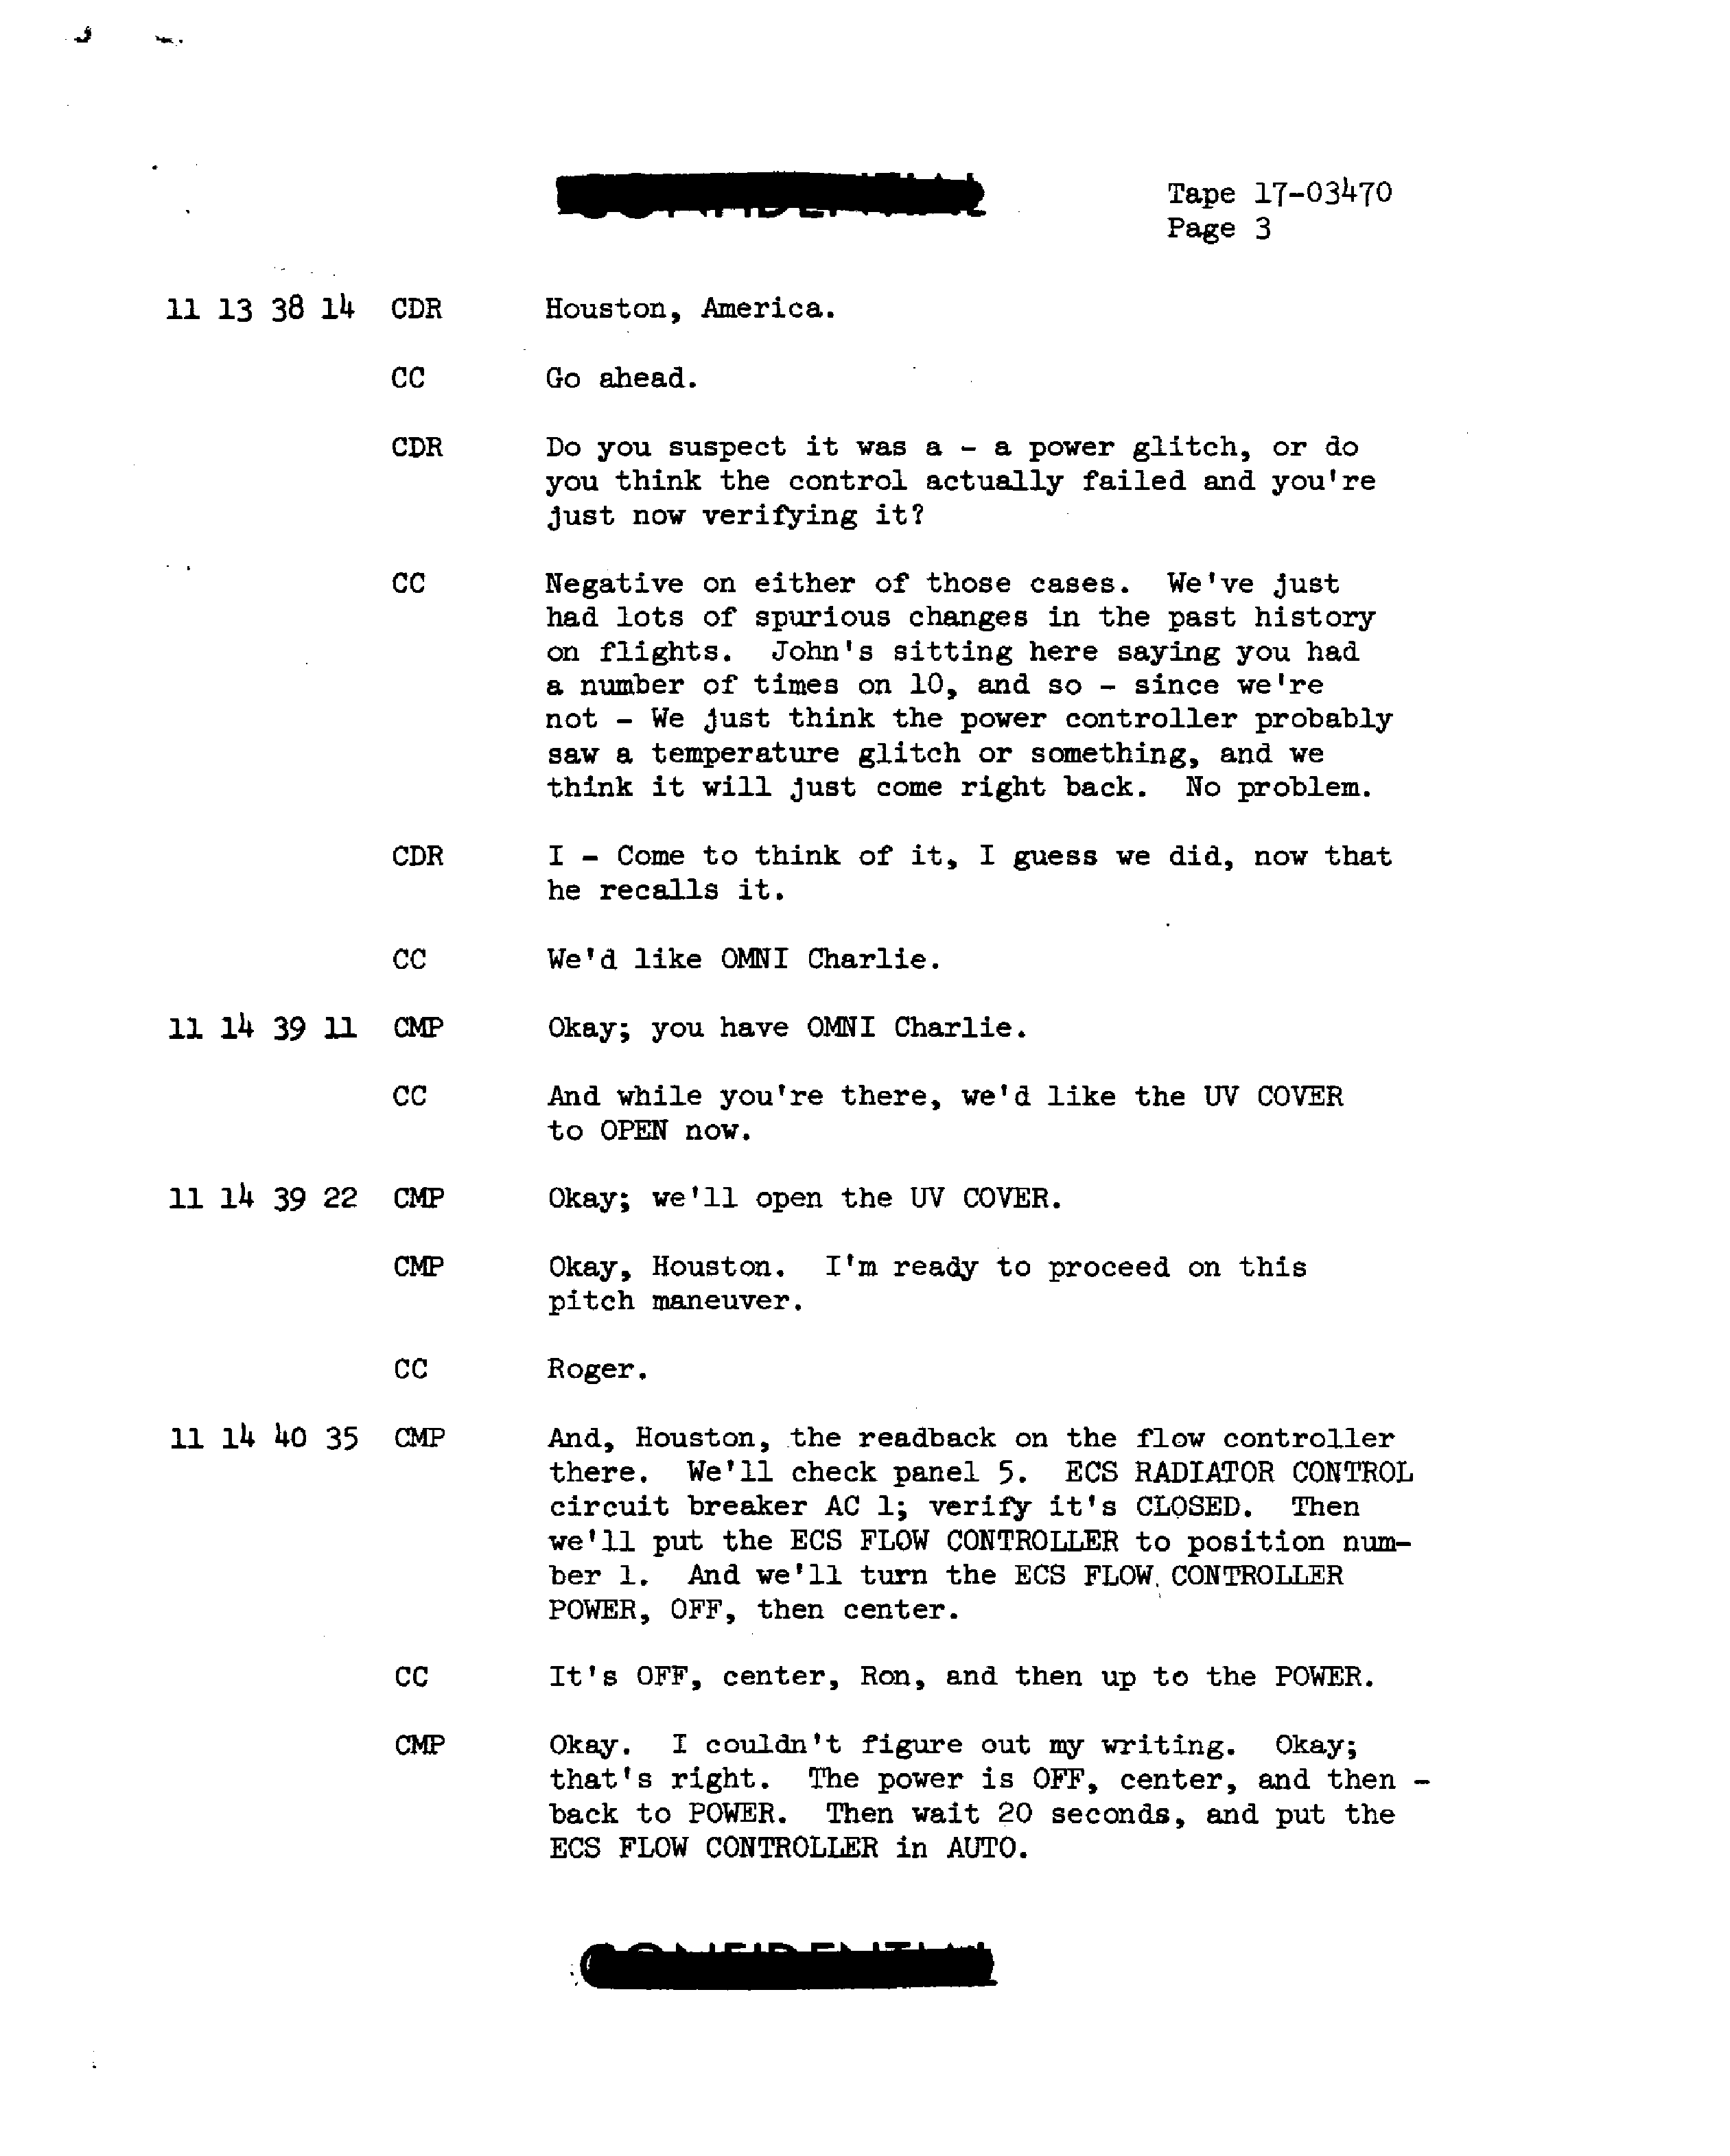 CONFIDENTIAL
Tape 17-03470
Page 3
11 13 38 14 CDR Houston, America.
CC Go ahead.
CDR Do you suspect it was a - a power glitch, or do
you think the control actually failed and you're
just now verifying it?
CC Negative on either of those cases. We've just
had lots of spurious changes in the past history
on flights. John's sitting here saying you had
a number of times on 10, and so - since we're
not - We just think the power controller probably
saw a temperature glitch or something, and we
think it will just come right back. No problem.
CDR I - Come to think of it, I guess we did, now that
he recalls it.
CC We'd like OMNI Charlie.
11 14 39 11 CMP Okay; you have OMNI Charlie.
CC And while you're there, we'd like the UV COVER
to OPEN now.
11 14 39 22 CMP Okay; we'll open the UV COVER.
CMP Okay, Houston. I'm ready to proceed on this
pitch maneuver.
CC Roger.
11 14 40 35 CMP And, Houston, the readback on the flow controller
there. We'll check panel 5. ECS RADIATOR CONTROL
circuit breaker AC 1; verify it's CLOSED. Then
we'll put the ECS FLOW CONTROLLER to position num-
ber 1. And we'll turn the ECS FLOW CONTROLLER
POWER, OFF, then center.
CC It's OFF, center, Ron, and then up to the POWER.
CMP Okay. I couldn't figure out my writing. Okay;
that's right. The power is OFF, center, and then -
back to POWER. Then wait 20 seconds, and put the
ECS FLOW CONTROLLER in AUTO.
CONFIDENTIAL